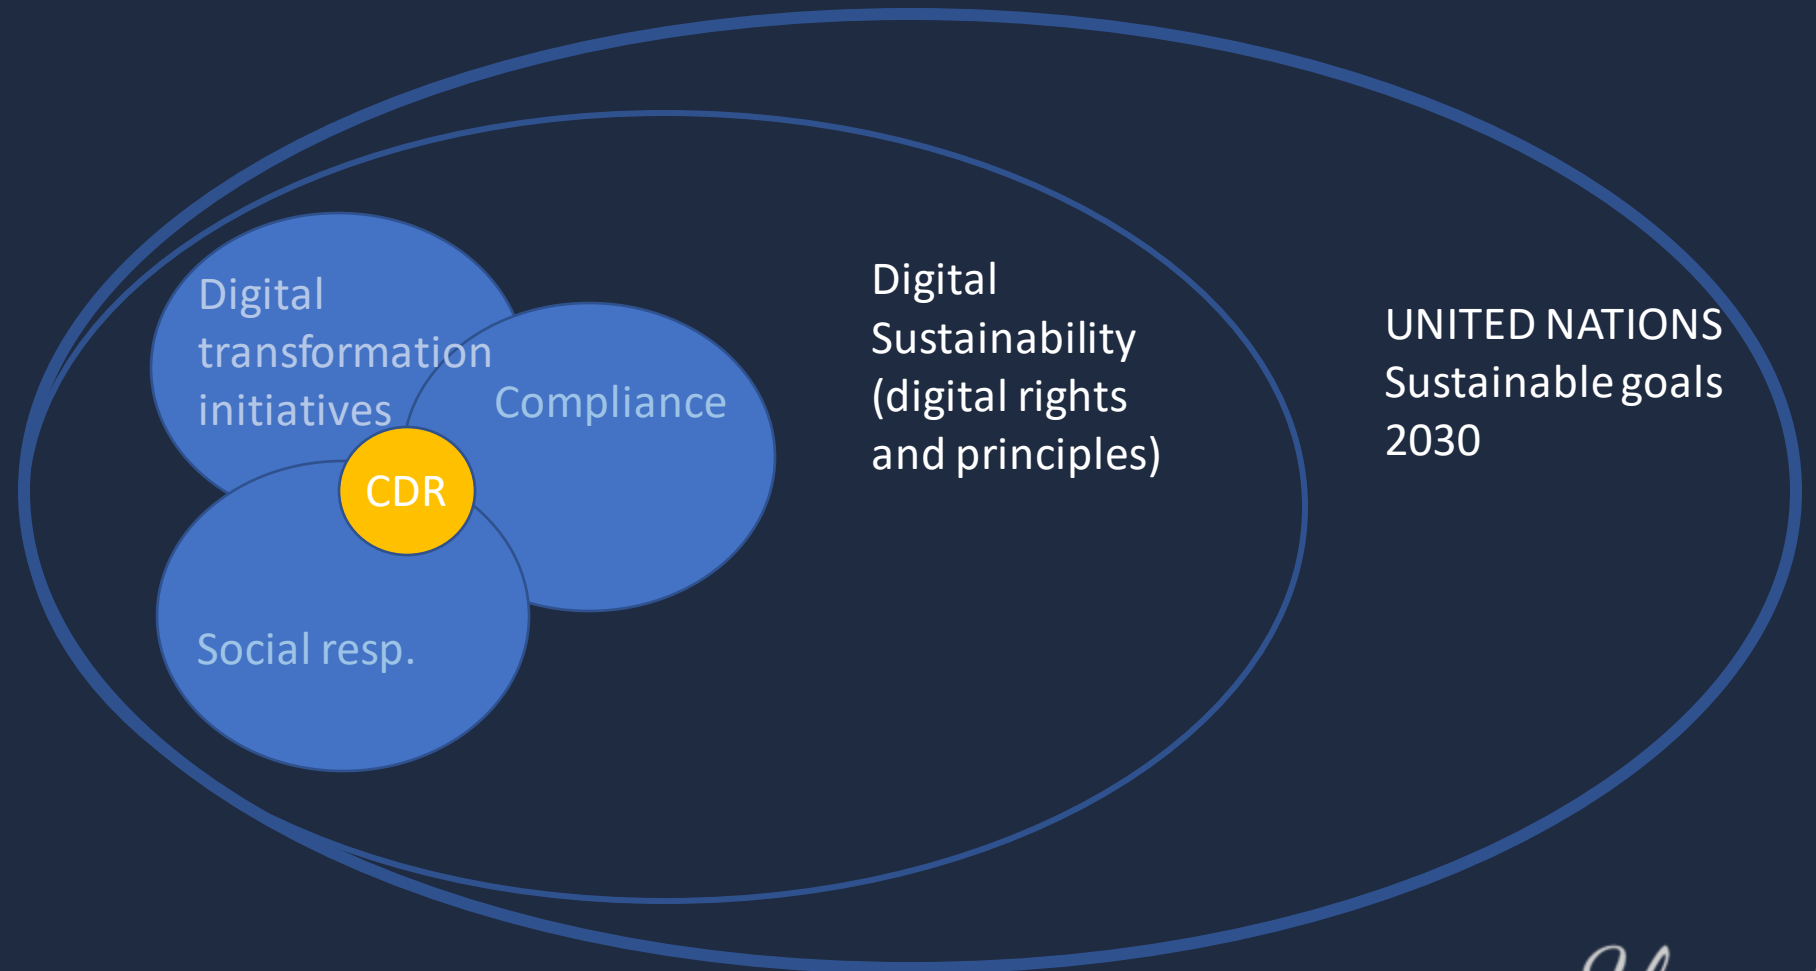 Digital
transformation
initiatives
Compliance
CDR
Social resp.
Digital
Sustainability
(digital rights
and principles)
UNITED NATIONS
Sustainable goals
2030